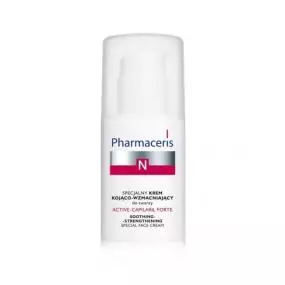 Pharmaceris
N
SPECJALNY KREM
KOJĄCO-WZMACNIAJĄCY
do twarzy
ACTIVE-CAPILARIL FORTE
SOOTHING-
-STRENGTHENING
SPECIAL FACE CREAM